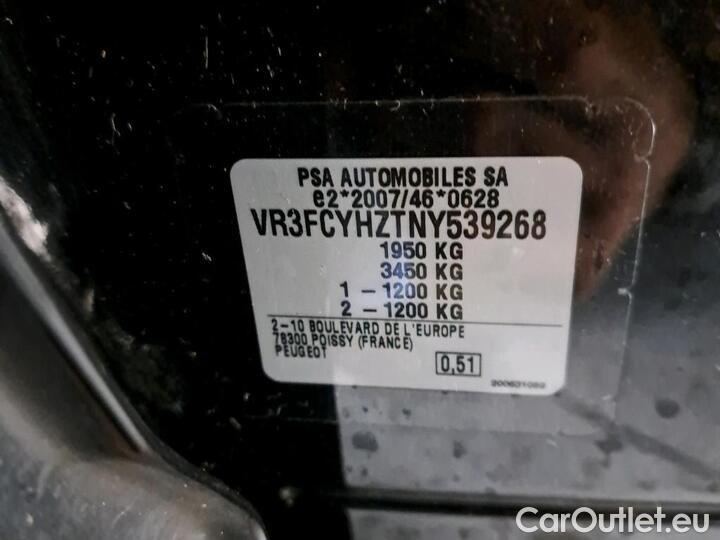 PSA AUTOMOBILES SA
e2*2007/46*0628
VR3FCYHZTNY539268
1950 KG
3450 KG
1 – 1200 KG
2 – 1200 KG
2–10 BOULEVARD DE L'EUROPE
78300 POISSY (FRANCE)
PEUGEOT
0,51
CarOutlet.eu